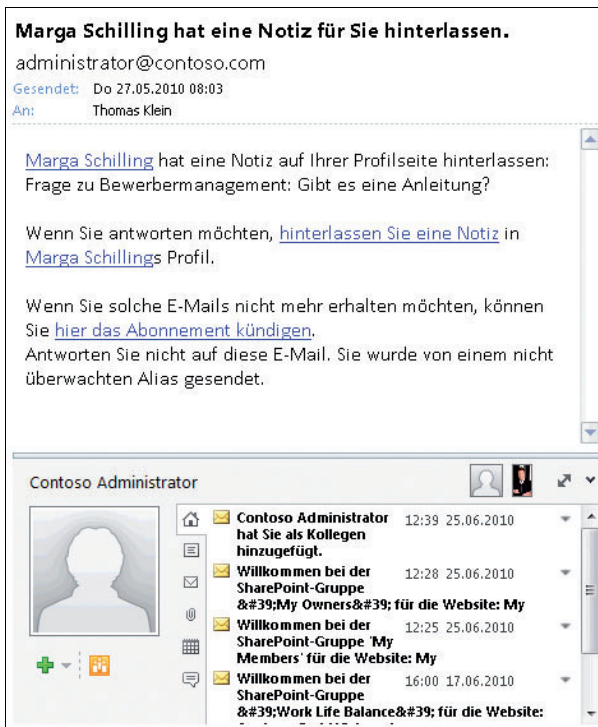 Marga Schilling hat eine Notiz für Sie hinterlassen.
administrator@contoso.com
Gesendet: Do 27.05.2010 08:03
An: Thomas Klein
Marga Schilling hat eine Notiz auf Ihrer Profilseite hinterlassen:
Frage zu Bewerbermanagement: Gibt es eine Anleitung?
Wenn Sie antworten möchten, hinterlassen Sie eine Notiz in
Marga Schillings Profil.
Wenn Sie solche E-Mails nicht mehr erhalten möchten, können
Sie hier das Abonnement kündigen.
Antworten Sie nicht auf diese E-Mail. Sie wurde von einem nicht
überwachten Alias gesendet.
Contoso Administrator
Contoso Administrator 12:39 25.06.2010
hat Sie als Kollegen
hinzugefügt.
Willkommen bei der 12:28 25.06.2010
SharePoint-Gruppe
&#39;My Owners&#39; für die Website: My
Willkommen bei der 12:25 25.06.2010
SharePoint-Gruppe 'My
Members' für die Website: My
Willkommen bei der 16:00 17.06.2010
SharePoint-Gruppe
&#39;Work Life Balance&#39; für die Website: